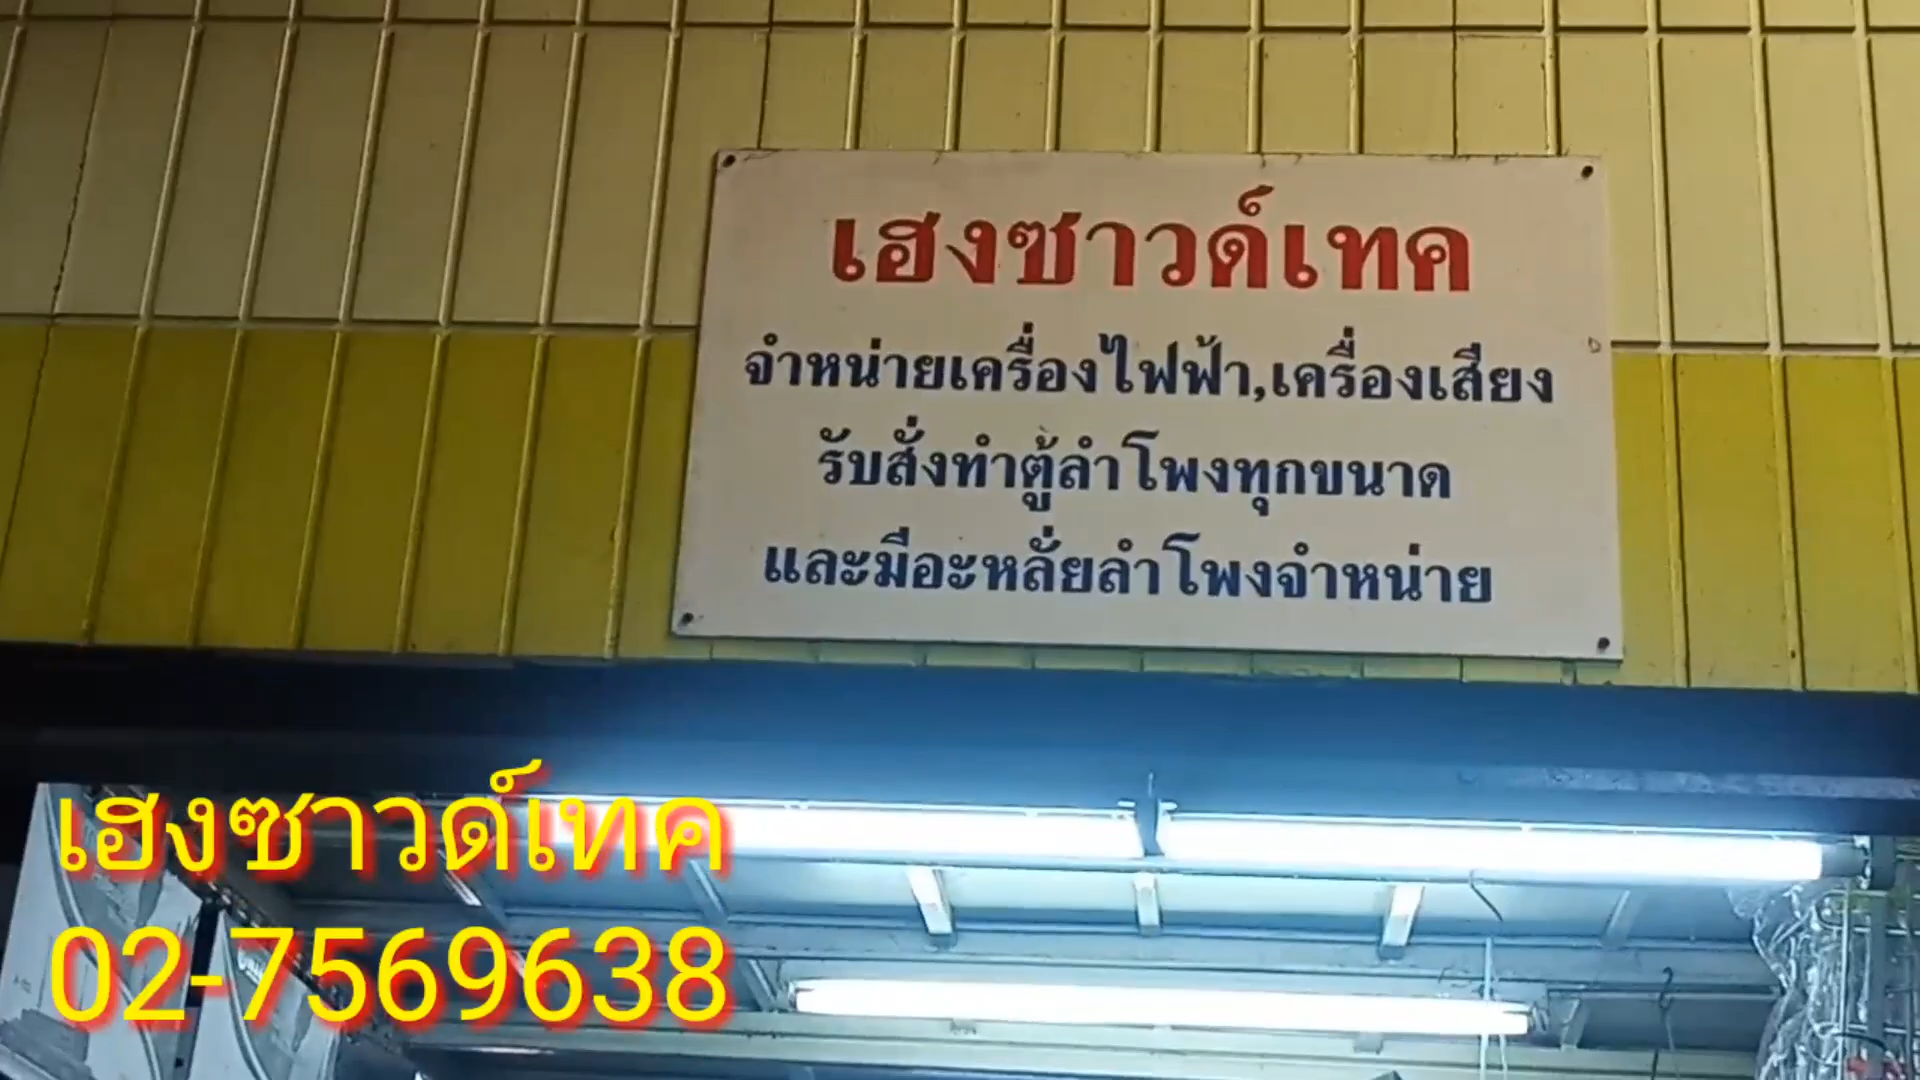 เฮงซาวด์เทค
จำหน่ายเครื่องไฟฟ้า,เครื่องเสียง
รับสั่งทำตู้ลำโพงทุกขนาด
และมีอะหลั่ยลำโพงจำหน่าย
เฮงซาวด์เทค
02-7569638